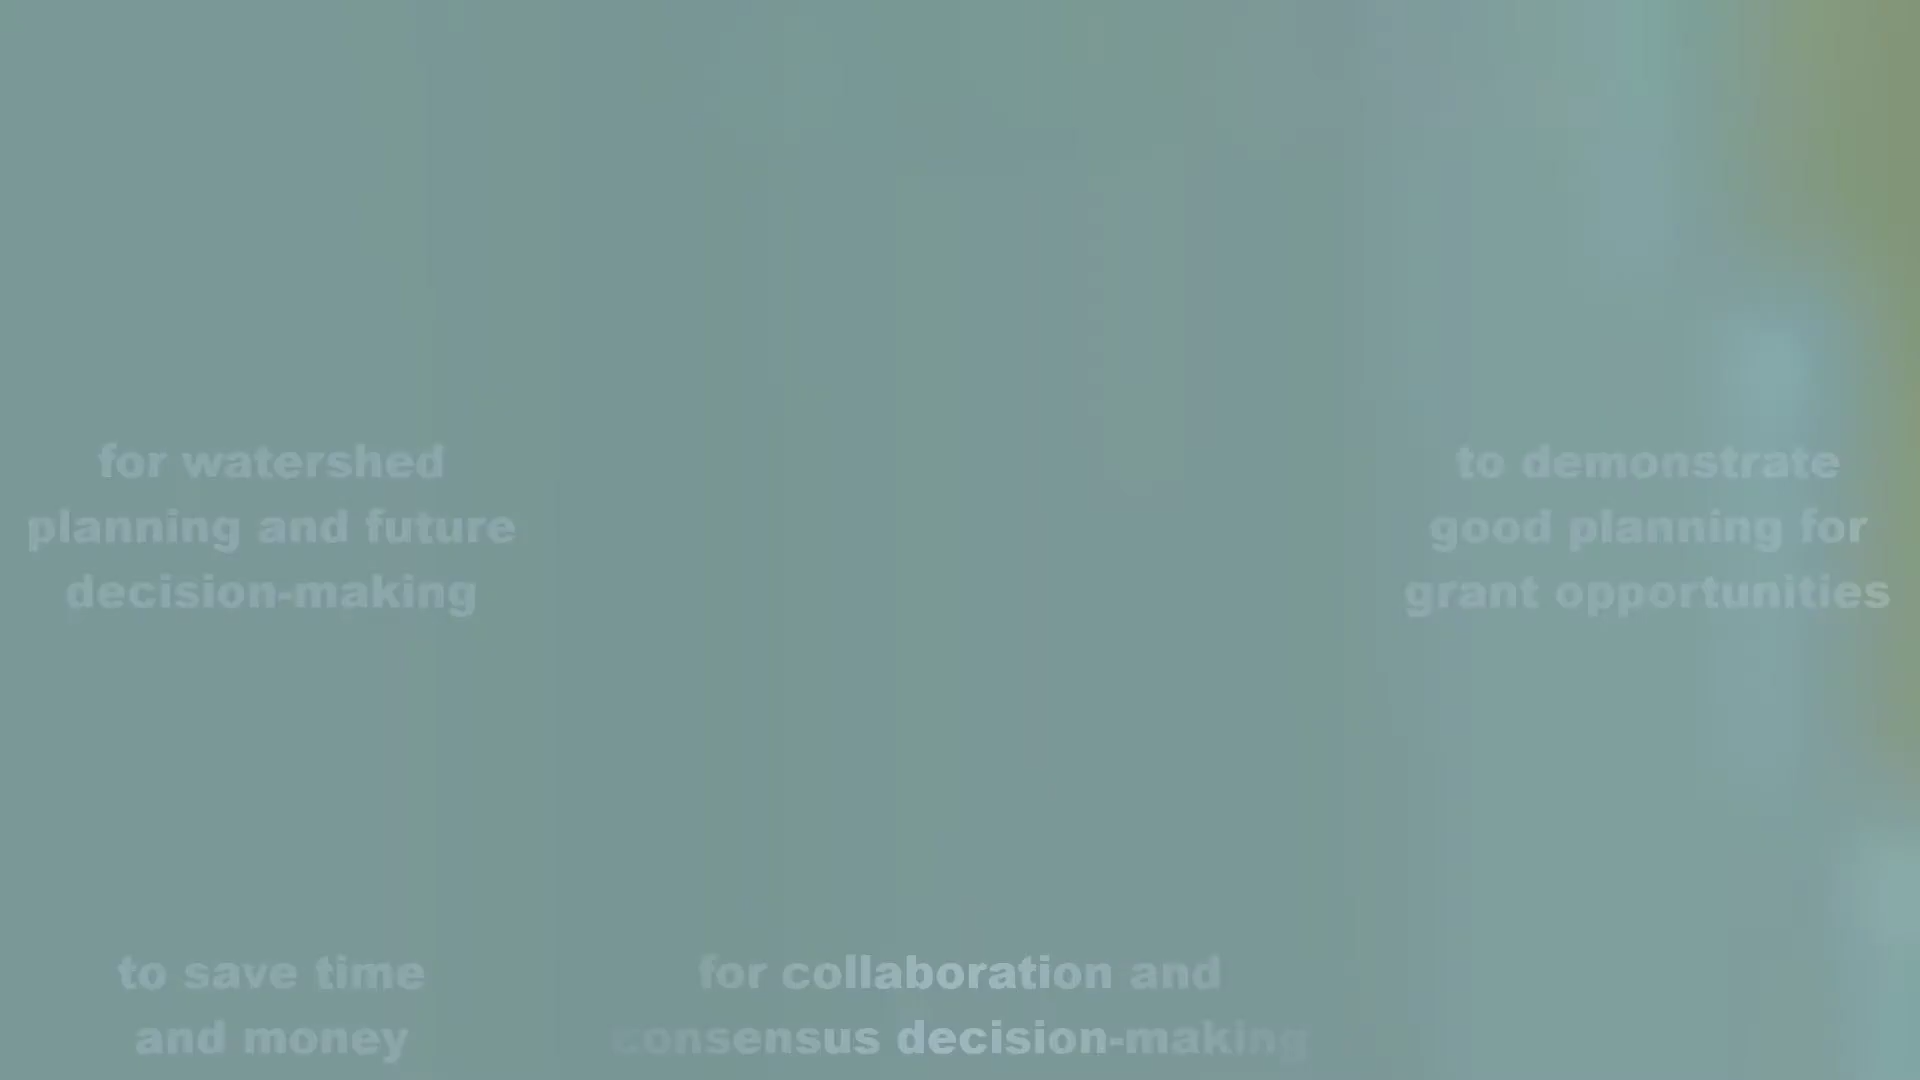 for watershed
planning and future
decision-making
to demonstrate
good planning for
grant opportunities
to save time
and money
for collaboration and
consensus decision-making